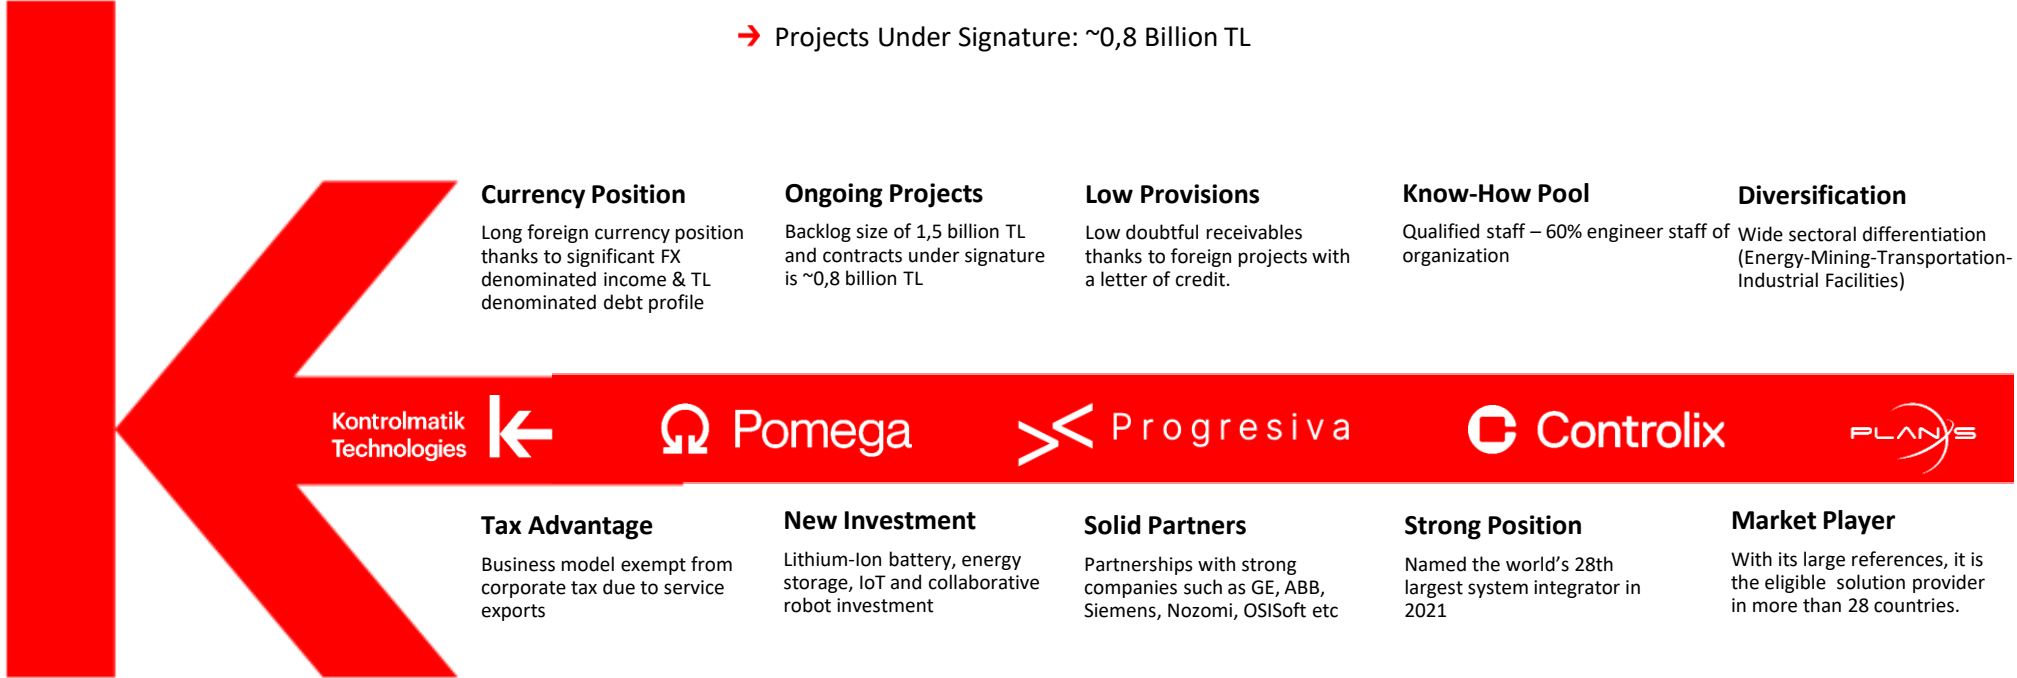 → Projects Under Signature: ~0,8 Billion TL
Currency Position
Long foreign currency position
thanks to significant FX
denominated income & TL
denominated debt profile
Ongoing Projects
Backlog size of 1,5 billion TL
and contracts under signature
is ~0,8 billion TL
Low Provisions
Low doubtful receivables
thanks to foreign projects with
a letter of credit.
Know-How Pool
Qualified staff – 60% engineer staff of
organization
Diversification
Wide sectoral differentiation
(Energy-Mining-Transportation-
Industrial Facilities)
Kontrolmatik
Technologies
Pomega
Progresiva
Controlix
PLAN-S
Tax Advantage
Business model exempt from
corporate tax due to service
exports
New Investment
Lithium-Ion battery, energy
storage, IoT and collaborative
robot investment
Solid Partners
Partnerships with strong
companies such as GE, ABB,
Siemens, Nozomi, OSISoft etc
Strong Position
Named the world’s 28th
largest system integrator in
2021
Market Player
With its large references, it is
the eligible  solution provider
in more than 28 countries.